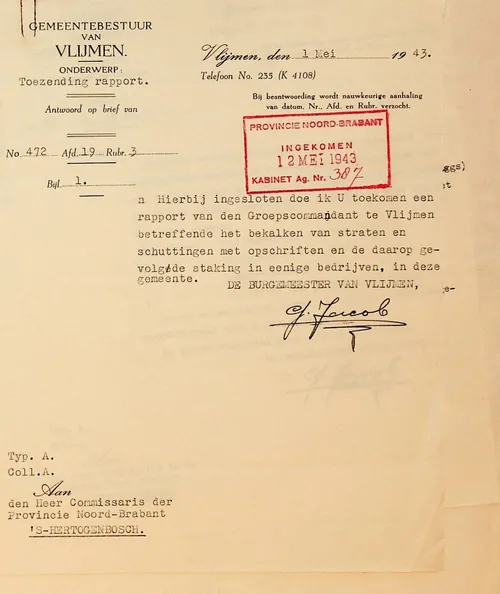 GEMEENTEBESTUUR
VAN
VLIJMEN.
ONDERWERP:
Toezending rapport.
Antwoord op brief van
No. 472 Afd. 19 Rubr. 3
Bijl. 1.
Vlijmen, den 1 Mei 1943.
Telefoon No. 235 (K 4108)
Bij beantwoording wordt nauwkeurige aanhaling
van datum, Nr., Afd. en Rubr. verzocht.
PROVINCIE NOORD-BRABANT
INGEKOMEN
12 MEI 1943
KABINET Ag. Nr. 387
ggs)
:t
n Hierbij ingesloten doe ik U toekomen een
rapport van den Groepscommandant te Vlijmen
betreffende het bekalken van straten en
schuttingen met opschriften en de daarop ge-
volgde staking in eenige bedrijven, in deze
gemeente.
DE BURGEMEESTER VAN VLIJMEN,
:e-
Typ. A.
Coll.A.
Aan
den Heer Commissaris der
Provincie Noord-Brabant
'S-HERTOGENBOSCH.